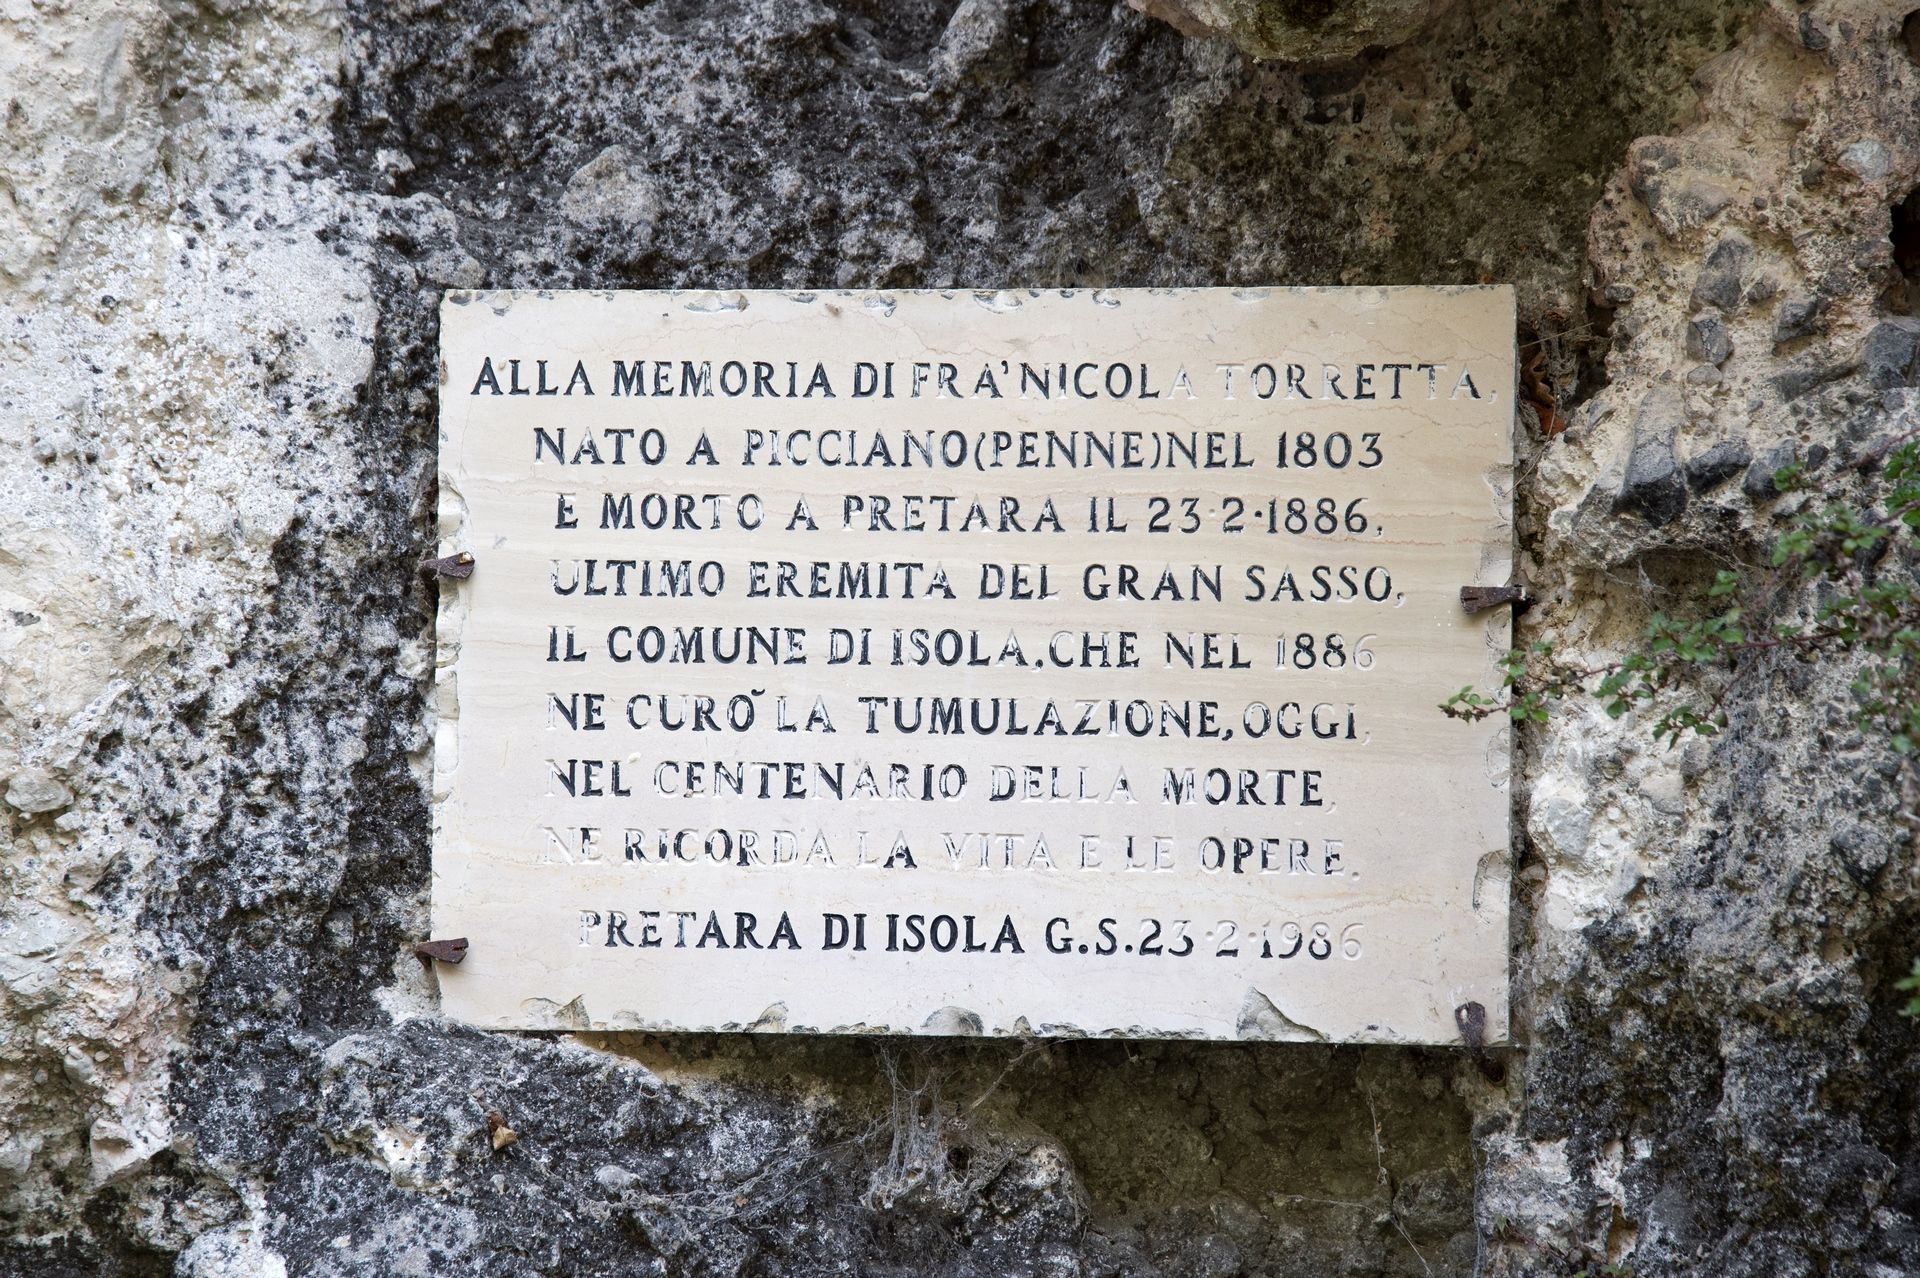 ALLA MEMORIA DI FRA'NICOLA TORRETTA,
NATO A PICCIANO(PENNE)NEL 1803
E MORTO A PRETARA IL 23·2·1886,
ULTIMO EREMITA DEL GRAN SASSO,
IL COMUNE DI ISOLA,CHE NEL 1886
NE CURÒ LA TUMULAZIONE,OGGI,
NEL CENTENARIO DELLA MORTE,
NE RICORDA LA VITA E LE OPERE.
PRETARA DI ISOLA G.S.23·2·1986